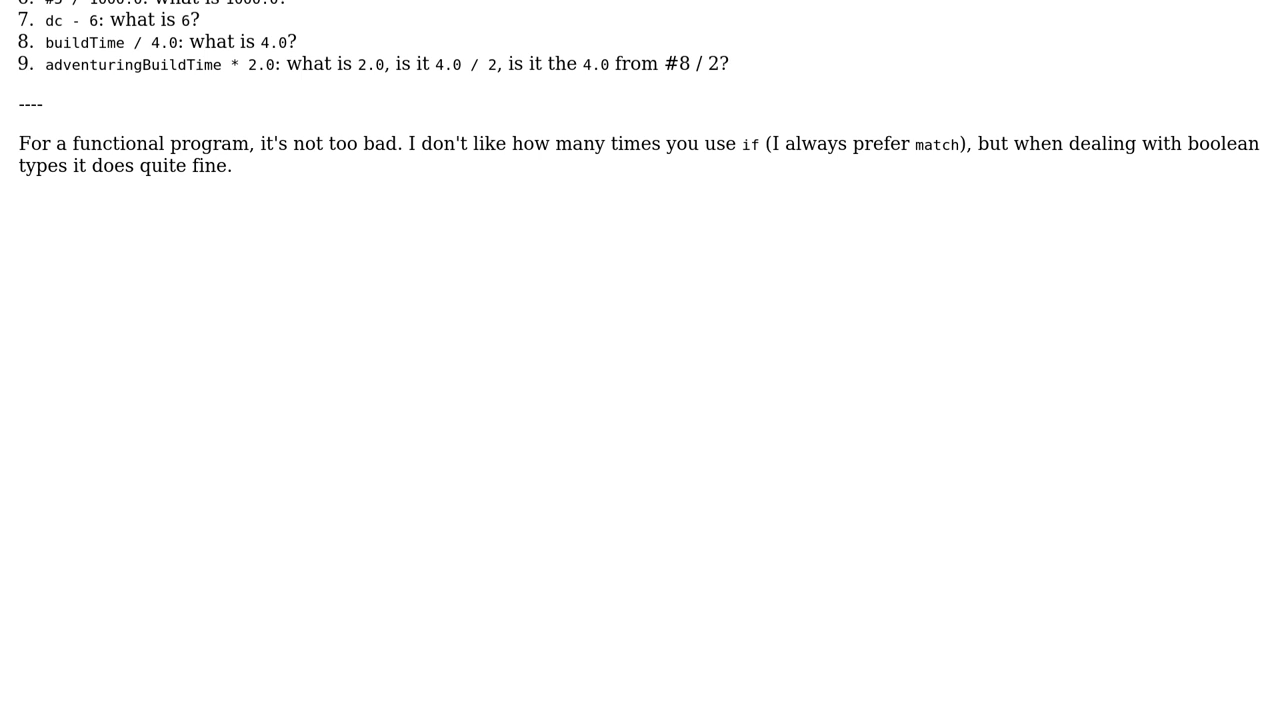 7. dc - 6: what is 6?
8. buildTime / 4.0: what is 4.0?
9. adventuringBuildTime * 2.0: what is 2.0, is it 4.0 / 2, is it the 4.0 from #8 / 2?
----
For a functional program, it's not too bad. I don't like how many times you use if (I always prefer match), but when dealing with boolean
types it does quite fine.